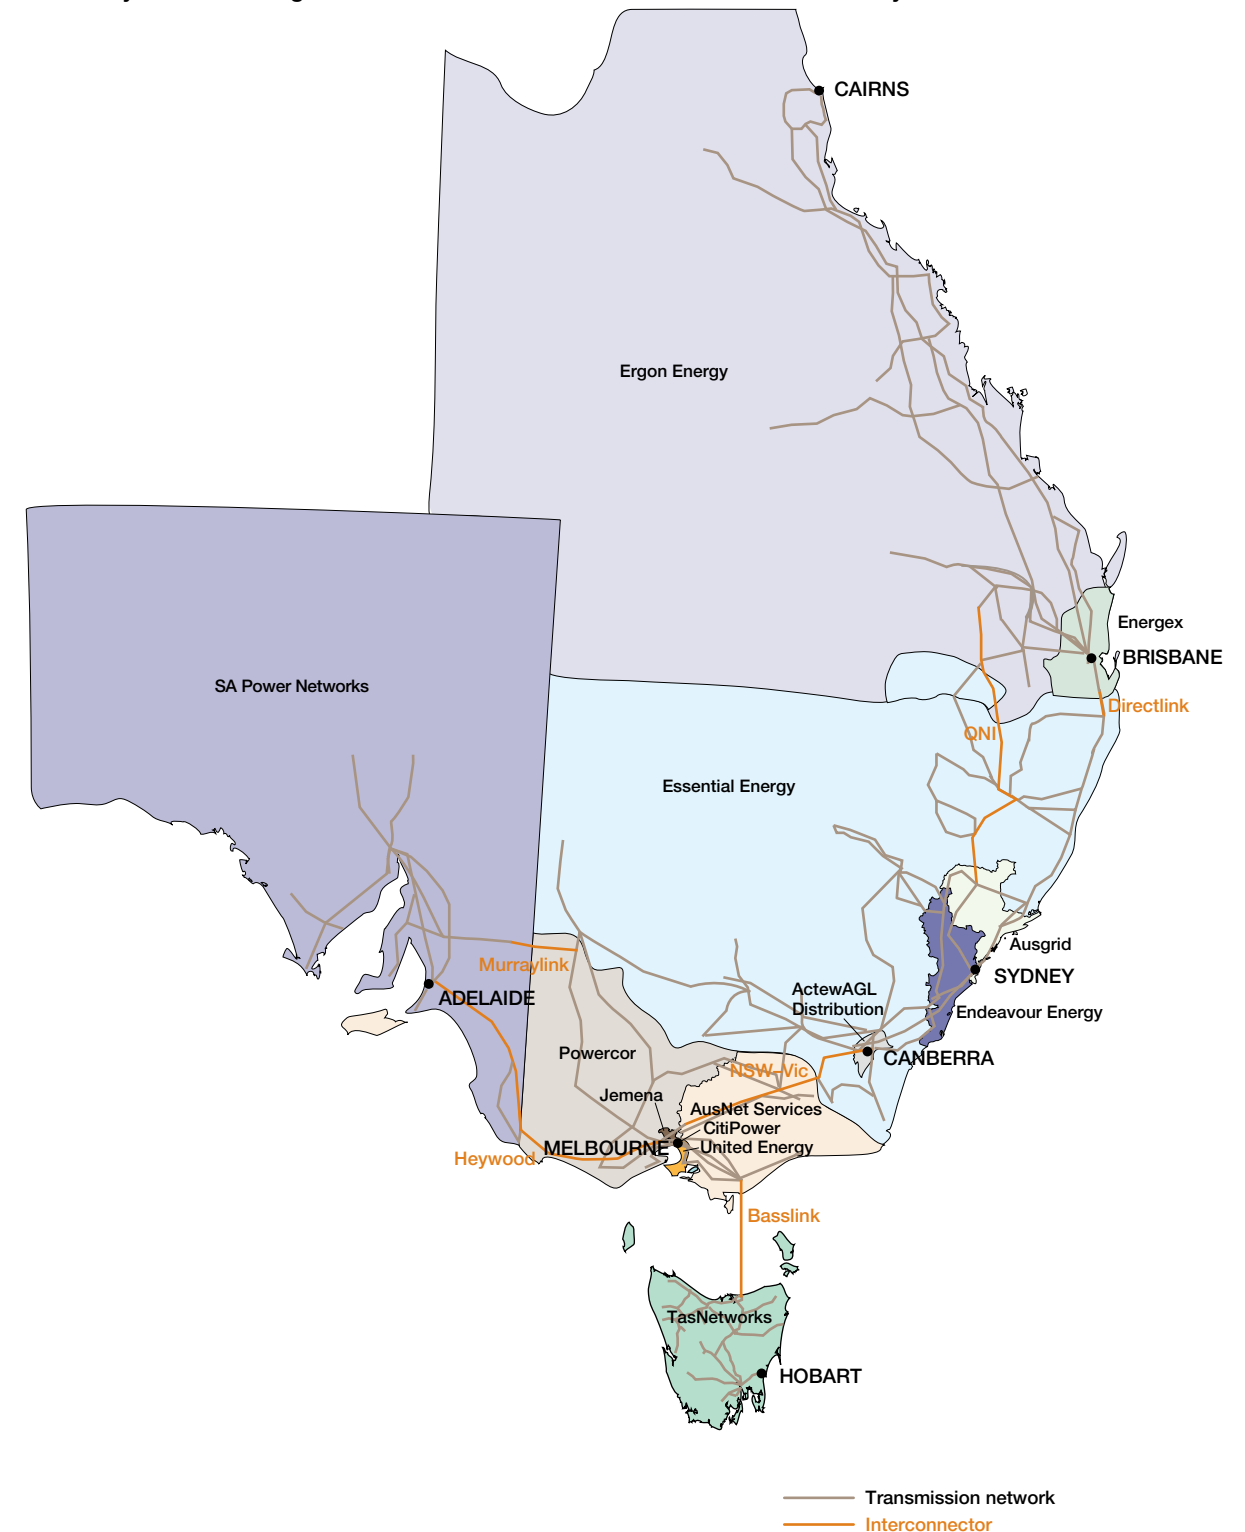 CAIRNS
Ergon Energy
Energex
BRISBANE
SA Power Networks
Directlink
QNI
Essential Energy
Ausgrid
Murraylink
SYDNEY
ActewAGL
Distribution
ADELAIDE
Endeavour Energy
Powercor
CANBERRA
NSW–Vic
Jemena
AusNet Services
CitiPower
MELBOURNE
United Energy
Heywood
Basslink
TasNetworks
HOBART
Transmission network
Interconnector